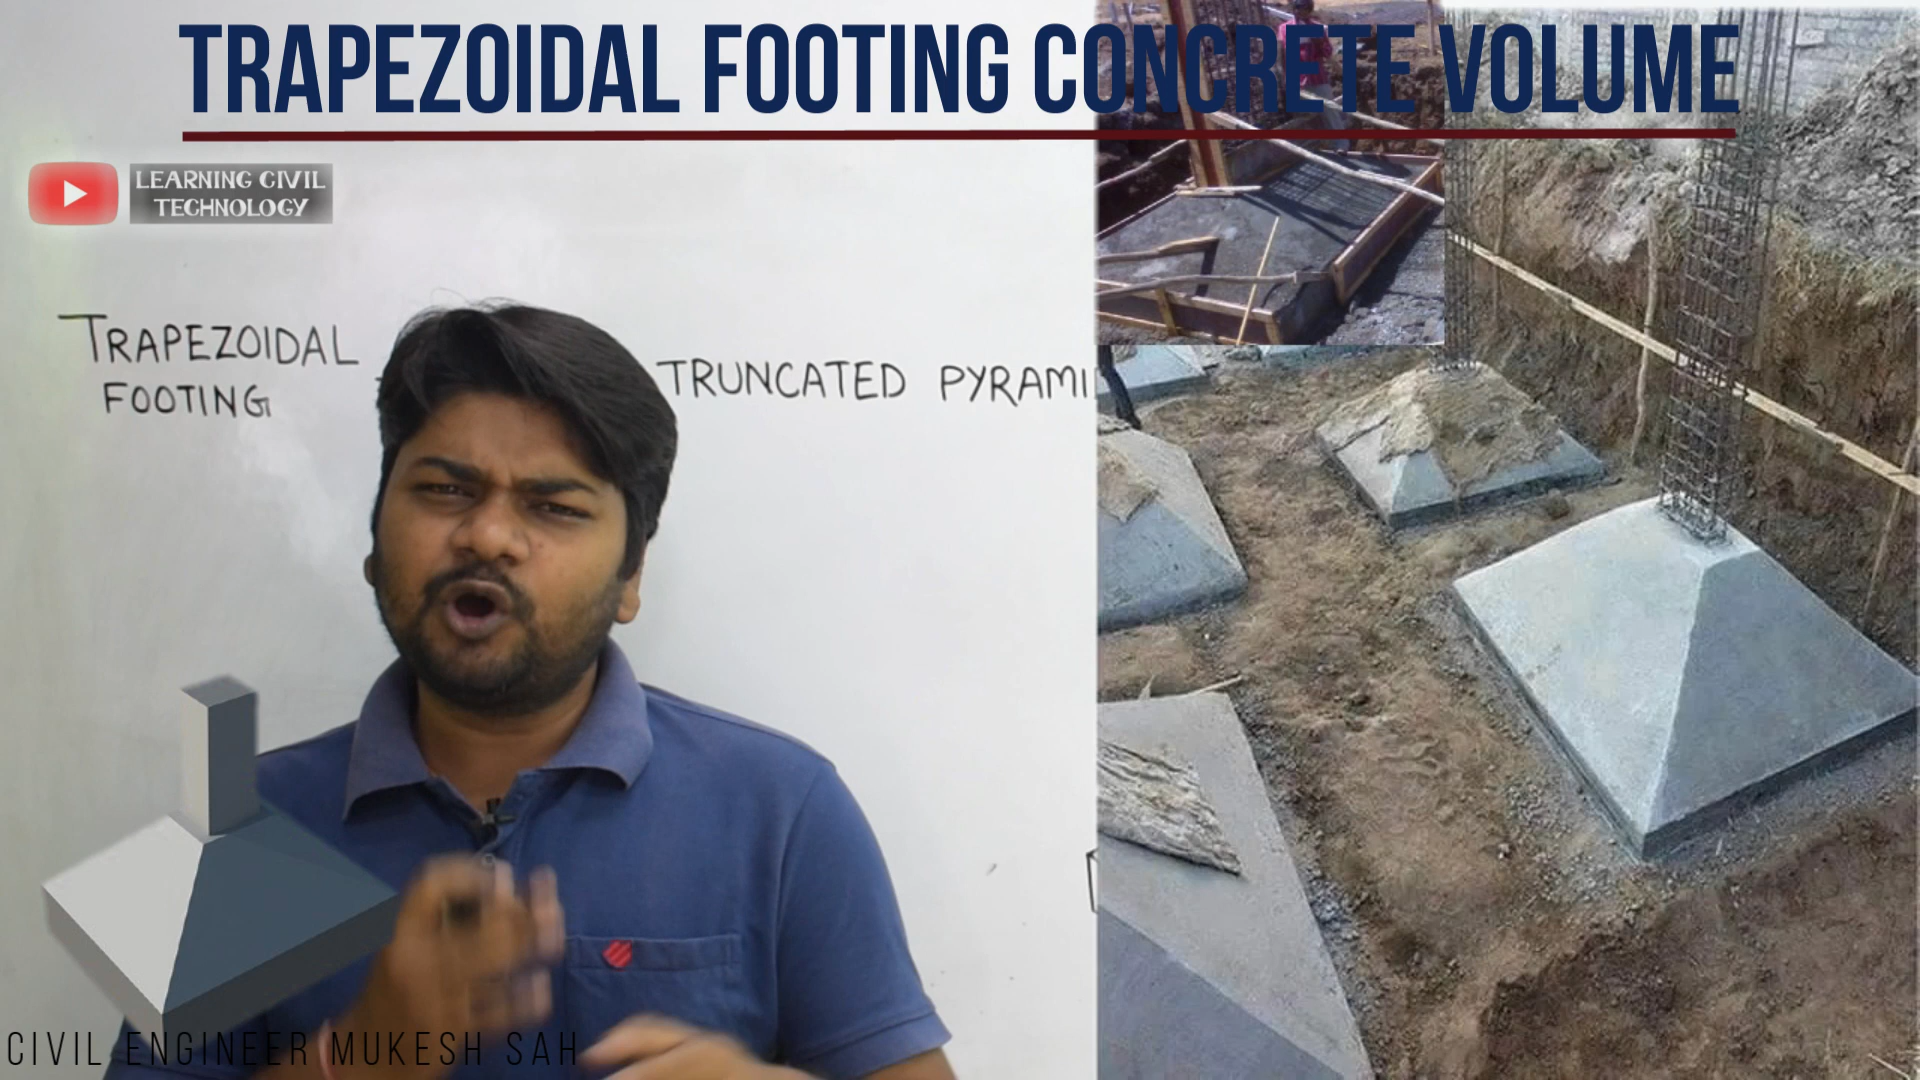 TRAPEZOIDAL FOOTING CONCRETE VOLUME
LEARNING CIVIL
TECHNOLOGY
TRAPEZOIDAL
FOOTING
TRUNCATED PYRAMI
CIVIL ENGINEER MUKESH SAH